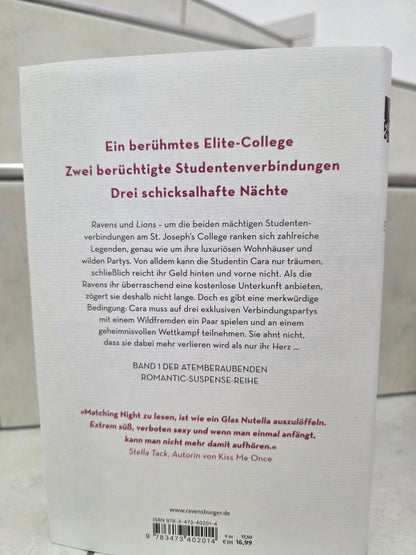 Ein berühmtes Elite-College
Zwei berüchtigte Studentenverbindungen
Drei schicksalhafte Nächte
Ravens und Lions – um die beiden mächtigen Studenten-
verbindungen am St. Joseph's College ranken sich zahlreiche
Legenden, genau wie um ihre luxuriösen Wohnhäuser und
wilden Partys. Von alldem kann die Studentin Cara nur träumen,
schließlich reicht ihr Geld hinten und vorne nicht. Als die
Ravens ihr überraschend eine kostenlose Unterkunft anbieten,
zögert sie deshalb nicht lange. Doch es gibt eine merkwürdige
Bedingung: Cara muss auf drei exklusiven Verbindungspartys
mit einem Wildfremden ein Paar spielen und an einem
geheimnisvollen Wettkampf teilnehmen. Sie ahnt nicht,
dass sie dabei mehr verlieren wird als nur ihr Herz ...
BAND 1 DER ATEMBERAUBENDEN
ROMANTIC-SUSPENSE-REIHE
»Matching Night zu lesen, ist wie ein Glas Nutella auszulöffeln.
Extrem süß, verboten sexy und wenn man einmal anfängt,
kann man nicht mehr damit aufhören.«
Stella Tack, Autorin von Kiss Me Once
www.ravensburger.de
ISBN 978-3-473-40201-4
9 783473 402014
€ [A] 17,50
€ [D] 16,99